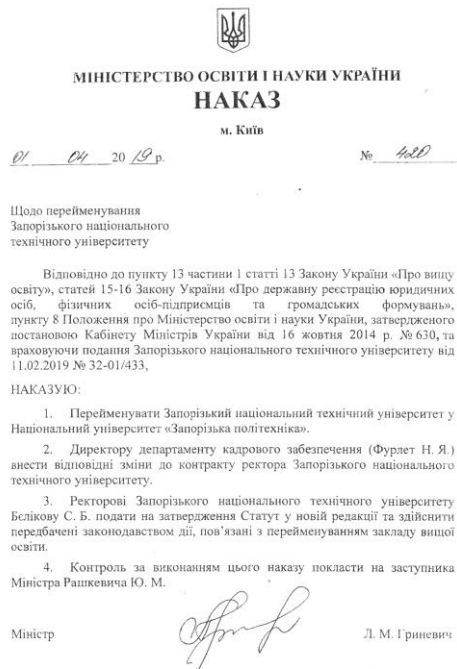 МІНІСТЕРСТВО ОСВІТИ І НАУКИ УКРАЇНИ
НАКАЗ
м. Київ
01 04 2019 р. № 420
Щодо перейменування
Запорізького національного
технічного університету
Відповідно до пункту 13 частини 1 статті 13 Закону України «Про вищу
освіту», статей 15-16 Закону України «Про державну реєстрацію юридичних
осіб, фізичних осіб-підприємців та громадських формувань»,
пункту 8 Положення про Міністерство освіти і науки України, затвердженого
постановою Кабінету Міністрів України від 16 жовтня 2014 р. № 630, та
враховуючи подання Запорізького національного технічного університету від
11.02.2019 № 32-01/433,
НАКАЗУЮ:
1. Перейменувати Запорізький національний технічний університет у
Національний університет «Запорізька політехніка».
2. Директору департаменту кадрового забезпечення (Фурлет Н. Я.)
внести відповідні зміни до контракту ректора Запорізького національного
технічного університету.
3. Ректорові Запорізького національного технічного університету
Бєлікову С. Б. подати на затвердження Статут у новій редакції та здійснити
передбачені законодавством дії, пов’язані з перейменуванням закладу вищої
освіти.
4. Контроль за виконанням цього наказу покласти на заступника
Міністра Рашкевича Ю. М.
Міністр Л. М. Гриневич